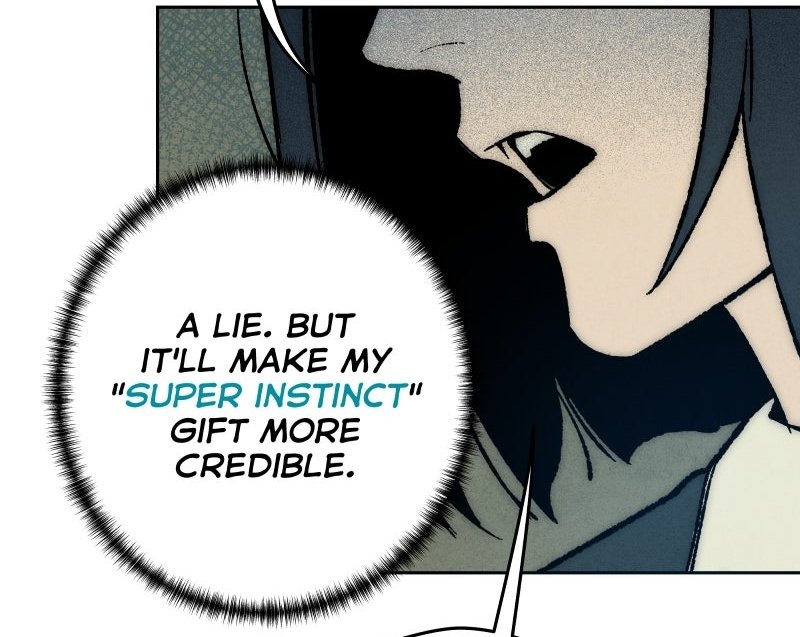 A LIE. BUT
IT'LL MAKE MY
"SUPER INSTINCT"
GIFT MORE
CREDIBLE.